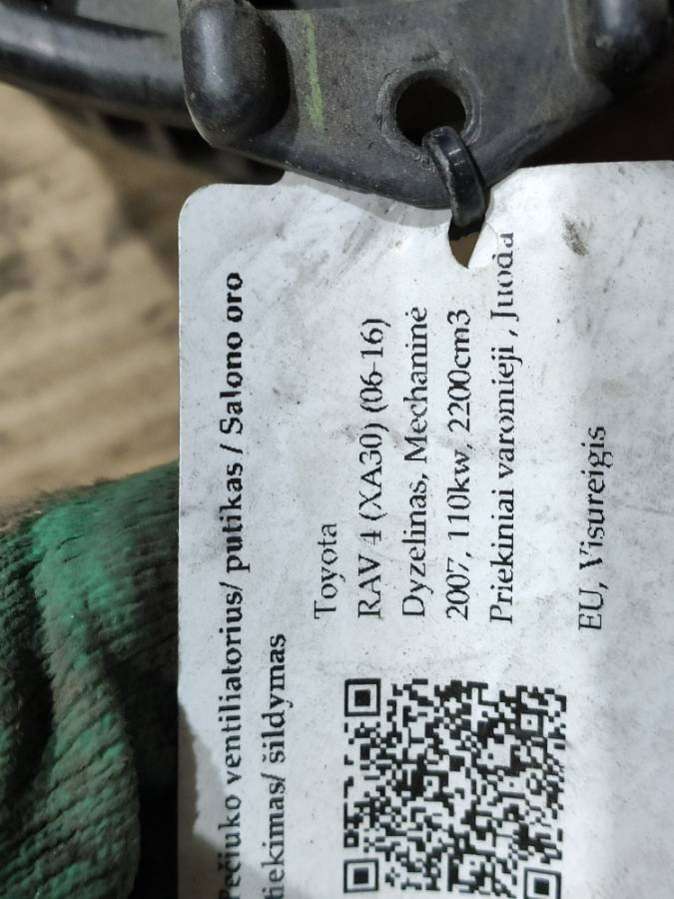 Pečiuko ventiliatorius/ putikas / Salono oro
tiekimas/ šildymas
Toyota
RAV 4 (XA30) (06-16)
Dyzelinas, Mechaninė
2007, 110kw, 2200cm3
Priekiniai varomieji , Juoda
EU, Visureigis